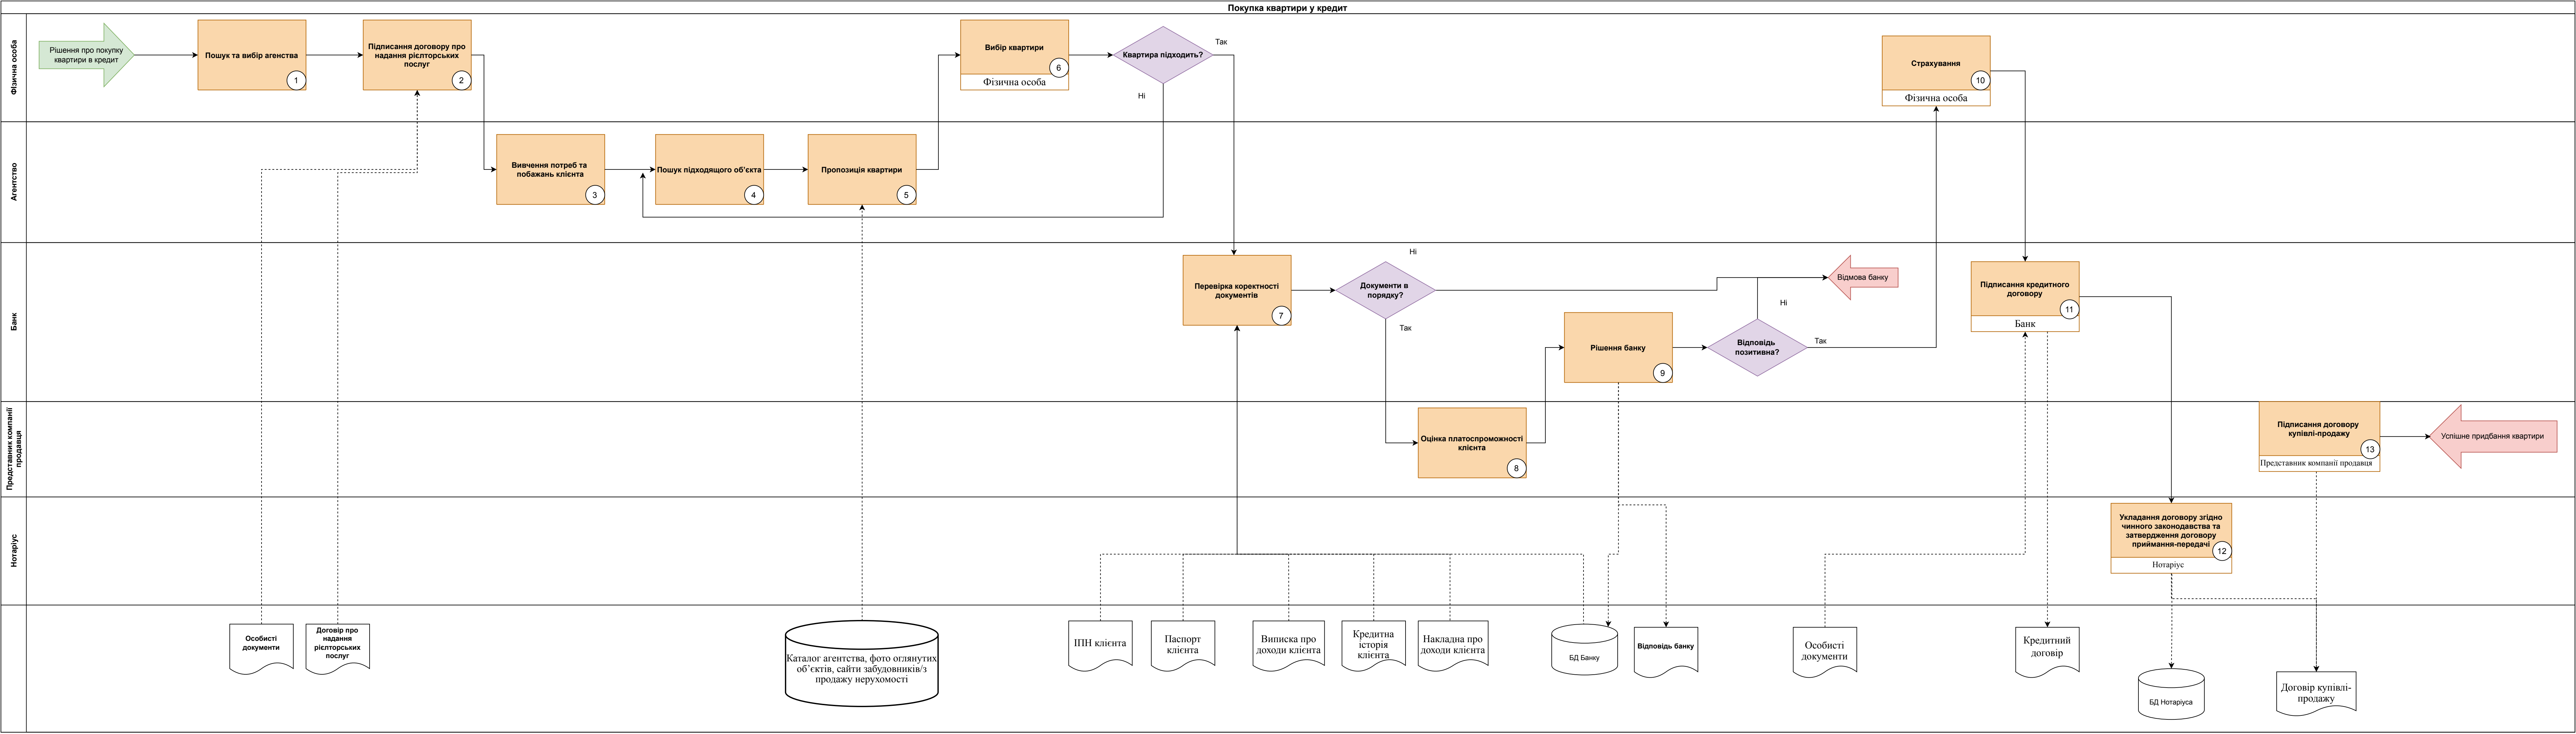 Покупка квартири у кредит
Фізична особа
Рішення про покупку
квартири в кредит
Пошук та вибір агенства
1
Підписання договору про
надання рієлторських
послуг
2
Вибір квартири
6
Фізична особа
Квартира підходить?
Так
Ні
Страхування
10
Фізична особа
Агентство
Вивчення потреб та
побажань клієнта
3
Пошук підходящого об'єкта
4
Пропозиція квартири
5
Банк
Перевірка коректності
документів
7
Документи в
порядку?
Ні
Так
Рішення банку
9
Відповідь
позитивна?
Ні
Так
Відмова банку
Підписання кредитного
договору
11
Банк
Представник компанії
продавця
Оцінка платоспроможності
клієнта
8
Підписання договору
купівлі-продажу
13
Представник компанії продавця
Успішне придбання квартири
Нотаріус
Укладання договору згідно
чинного законодавства та
затвердження договору
приймання-передачі
12
Нотаріус
Особисті
документи
Договір про
надання
рієлторських
послуг
Каталог агентства, фото оглянутих
об'єктів, сайти забудовників/з
продажу нерухомості
ІПН клієнта
Паспорт
клієнта
Виписка про
доходи клієнта
Кредитна
історія
клієнта
Накладна про
доходи клієнта
БД Банку
Відповідь банку
Особисті
документи
Кредитний
договір
БД Нотаріуса
Договір купівлі-
продажу